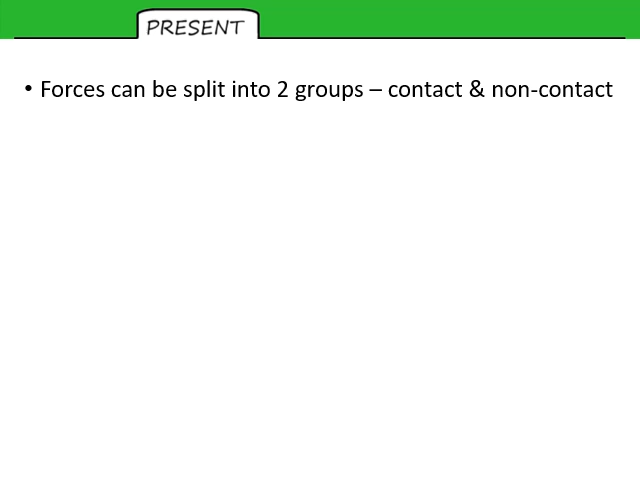 PRESENT
• Forces can be split into 2 groups – contact & non-contact